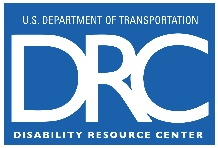 U.S. DEPARTMENT OF TRANSPORTATION
DRC
DISABILITY RESOURCE CENTER